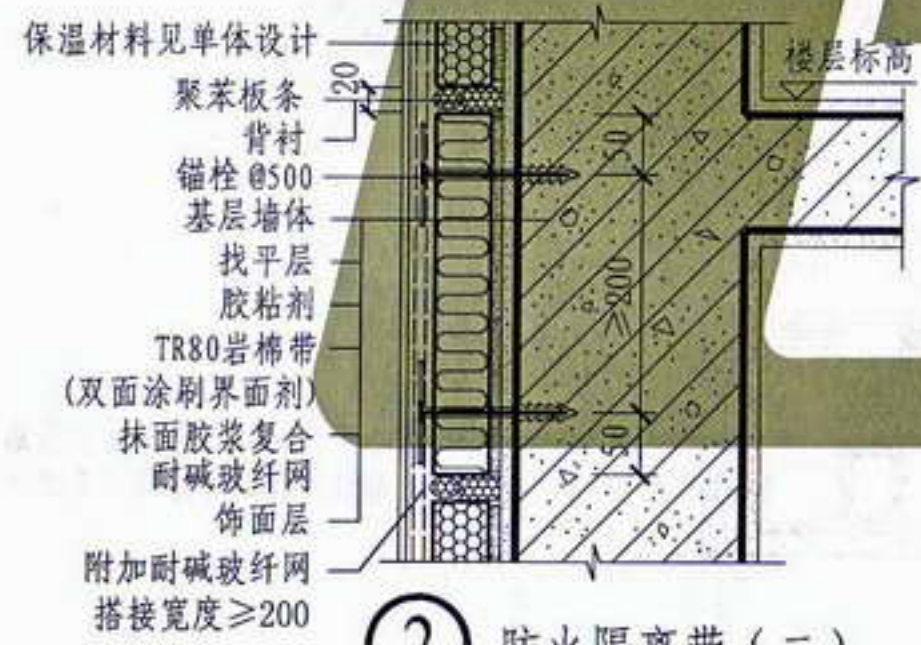 保温材料见单体设计
20
楼层标高
聚苯板条
背衬
锚栓 @500
50
基层墙体
找平层
胶粘剂
≥200
TR80岩棉带
(双面涂刷界面剂)
抹面胶浆复合
50
耐碱玻纤网
饰面层
附加耐碱玻纤网
搭接宽度≥200
2 防火隔离带(二)